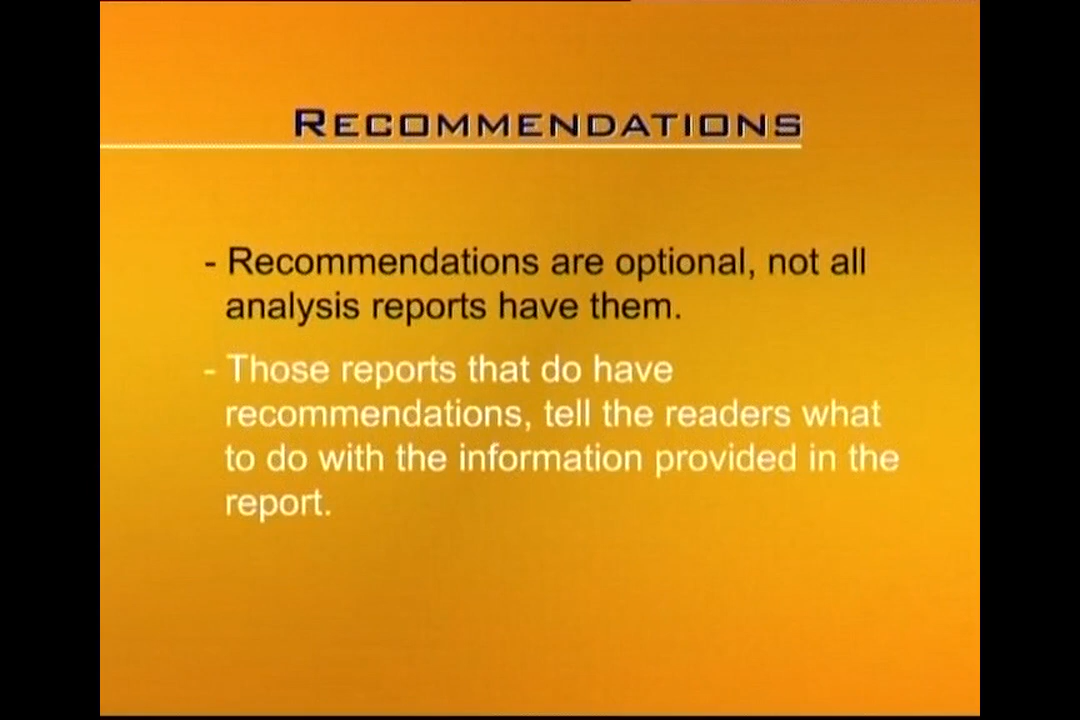 RECOMMENDATIONS
- Recommendations are optional, not all
analysis reports have them.
- Those reports that do have
recommendations, tell the readers what
to do with the information provided in the
report.